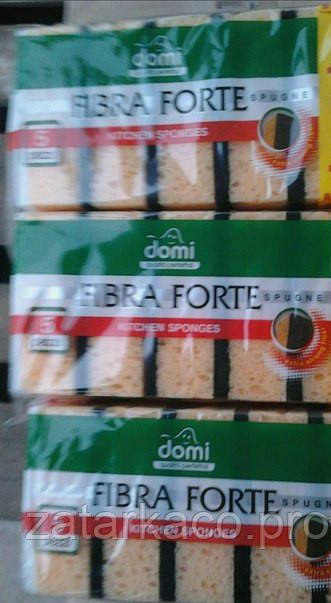 domi
FIBRA FORTE
SPUGNE
KITCHEN SPONGES
5
domi
FIBRA FORTE
SPUGNE
KITCHEN SPONGES
5
domi
FIBRA FORTE
SPUGN
KITCHEN SPONGES
zatarkaco.pro